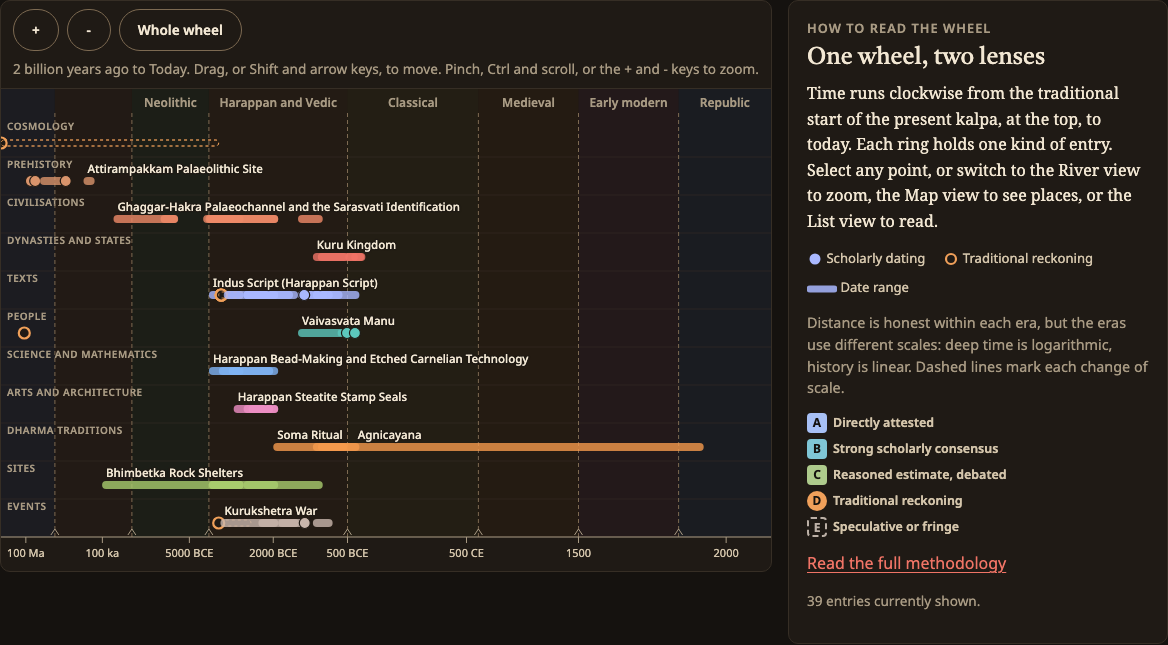 +
-
Whole wheel
2 billion years ago to Today. Drag, or Shift and arrow keys, to move. Pinch, Ctrl and scroll, or the + and - keys to zoom.
Neolithic
Harappan and Vedic
Classical
Medieval
Early modern
Republic
COSMOLOGY
PREHISTORY
Attirampakkam Palaeolithic Site
CIVILISATIONS
Ghaggar-Hakra Palaeochannel and the Sarasvati Identification
DYNASTIES AND STATES
Kuru Kingdom
TEXTS
Indus Script (Harappan Script)
PEOPLE
Vaivasvata Manu
SCIENCE AND MATHEMATICS
Harappan Bead-Making and Etched Carnelian Technology
ARTS AND ARCHITECTURE
Harappan Steatite Stamp Seals
DHARMA TRADITIONS
Soma Ritual
Agnicayana
SITES
Bhimbetka Rock Shelters
EVENTS
Kurukshetra War
100 Ma
100 ka
5000 BCE
2000 BCE
500 BCE
500 CE
1500
2000
HOW TO READ THE WHEEL
One wheel, two lenses
Time runs clockwise from the traditional
start of the present kalpa, at the top, to
today. Each ring holds one kind of entry.
Select any point, or switch to the River view
to zoom, the Map view to see places, or the
List view to read.
Scholarly dating
Traditional reckoning
Date range
Distance is honest within each era, but the eras
use different scales: deep time is logarithmic,
history is linear. Dashed lines mark each change of
scale.
A Directly attested
B Strong scholarly consensus
C Reasoned estimate, debated
D Traditional reckoning
E Speculative or fringe
Read the full methodology
39 entries currently shown.